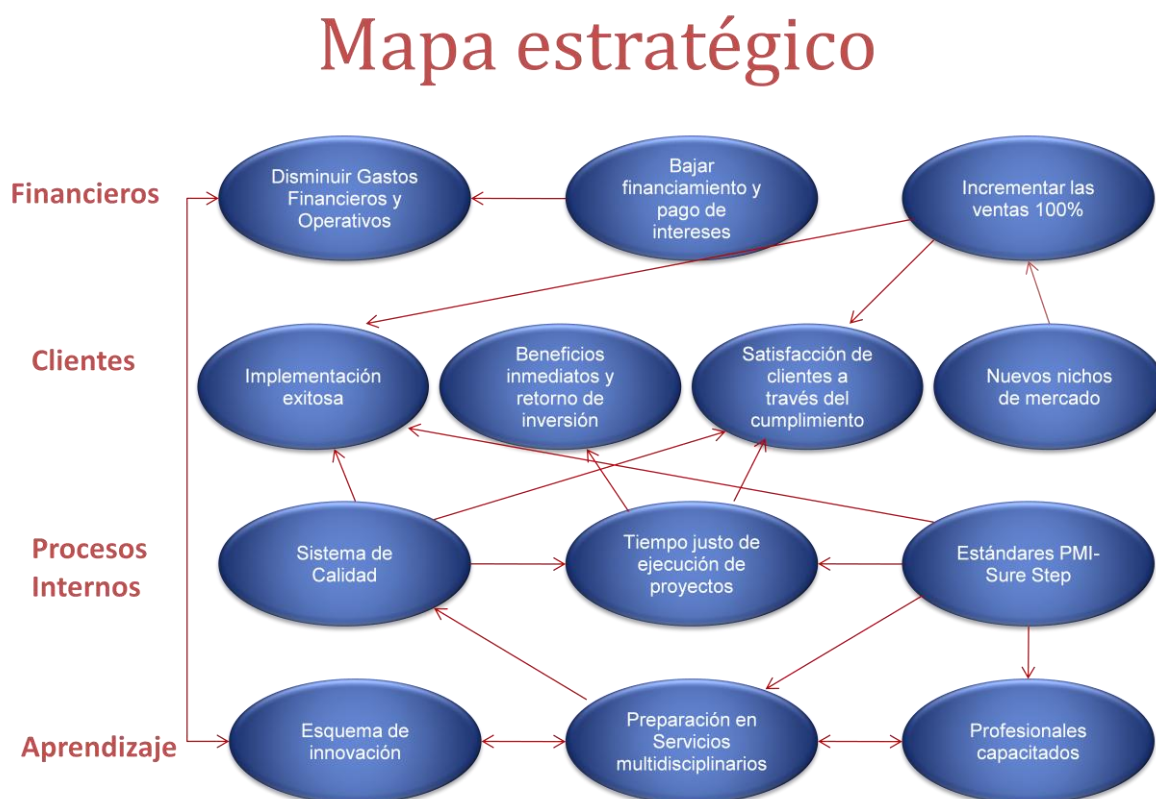 Mapa estratégico
Financieros
Disminuir Gastos
Financieros y
Operativos
Bajar
financiamiento y
pago de
intereses
Incrementar las
ventas 100%
Clientes
Implementación
exitosa
Beneficios
inmediatos y
retorno de
inversión
Satisfacción de
clientes a
través del
cumplimiento
Nuevos nichos
de mercado
Procesos
Internos
Sistema de
Calidad
Tiempo justo de
ejecución de
proyectos
Estándares PMI-
Sure Step
Aprendizaje
Esquema de
innovación
Preparación en
Servicios
multidisciplinarios
Profesionales
capacitados